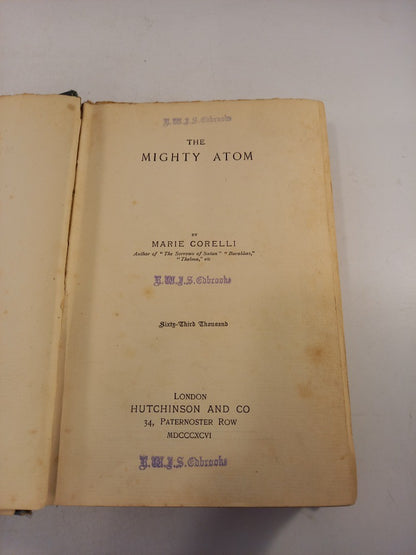 THE
MIGHTY ATOM
BY
MARIE CORELLI
Author of "The Sorrows of Satan" "Barabbas,"
"Thelma," etc
Sixty-Third Thousand
LONDON
HUTCHINSON AND CO
34, PATERNOSTER ROW
MDCCCXCVI